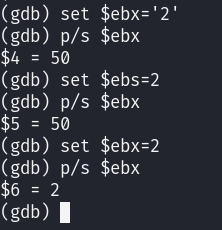 (gdb) set $ebx='2'
(gdb) p/s $ebx
$4 = 50
(gdb) set $ebs=2
(gdb) p/s $ebx
$5 = 50
(gdb) set $ebx=2
(gdb) p/s $ebx
$6 = 2
(gdb)